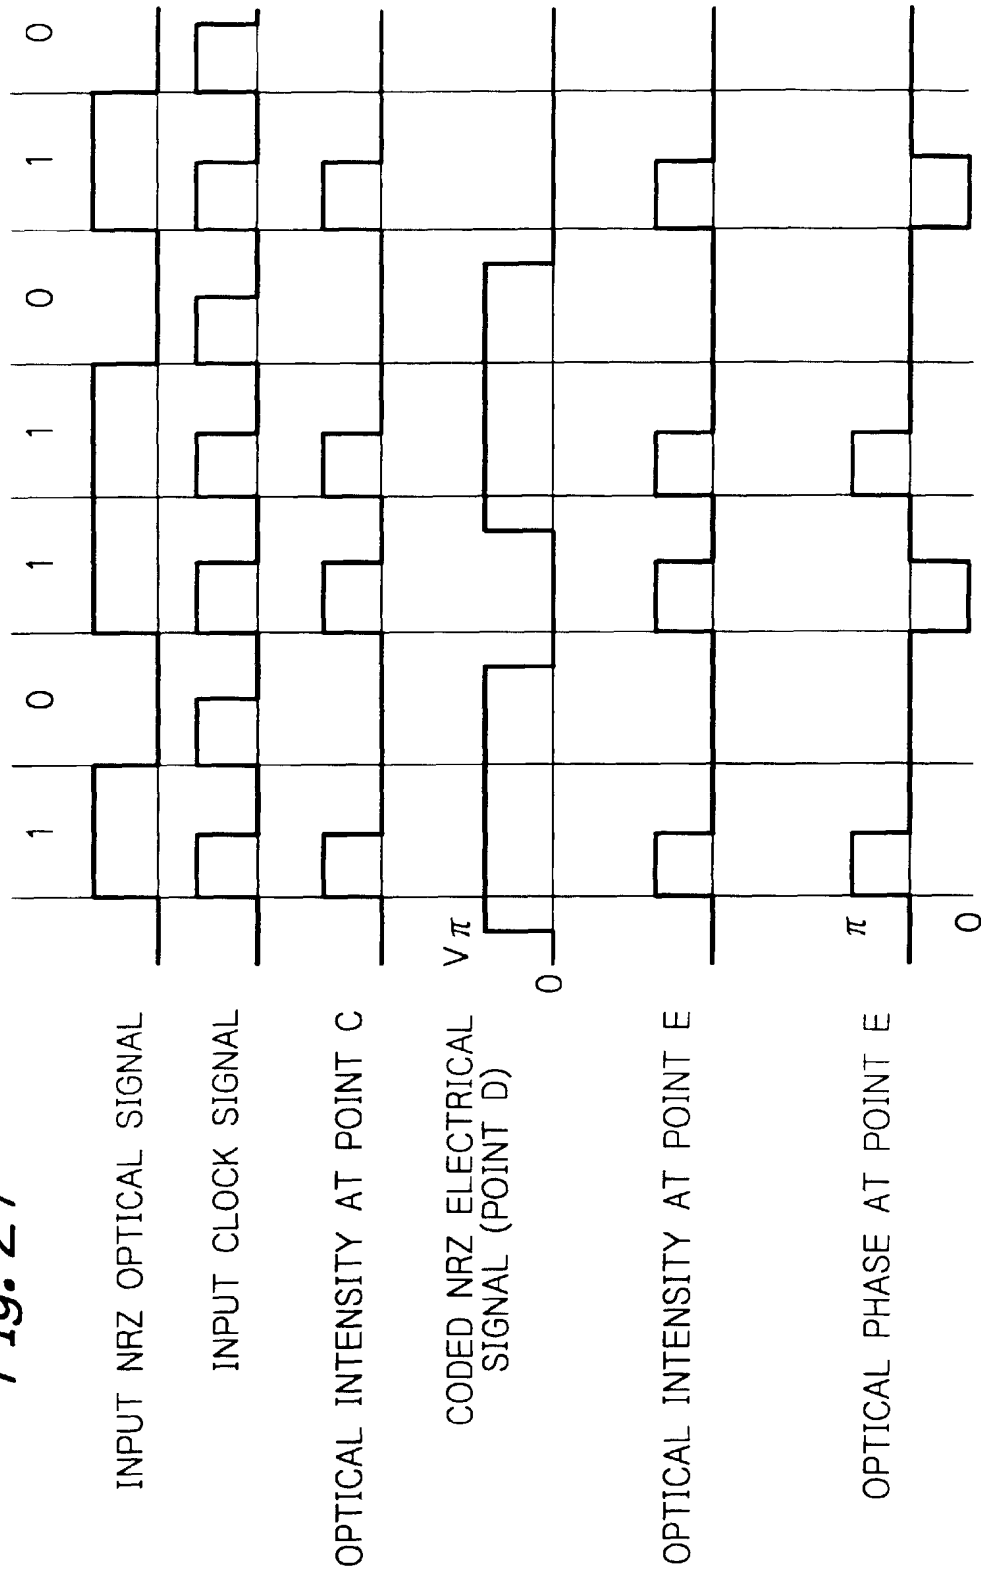 Fig. 27
1 0 1 1 0 1 0
INPUT NRZ OPTICAL SIGNAL
INPUT CLOCK SIGNAL
OPTICAL INTENSITY AT POINT C
CODED NRZ ELECTRICAL
SIGNAL (POINT D)
Vπ
0
OPTICAL INTENSITY AT POINT E
OPTICAL PHASE AT POINT E
π
0